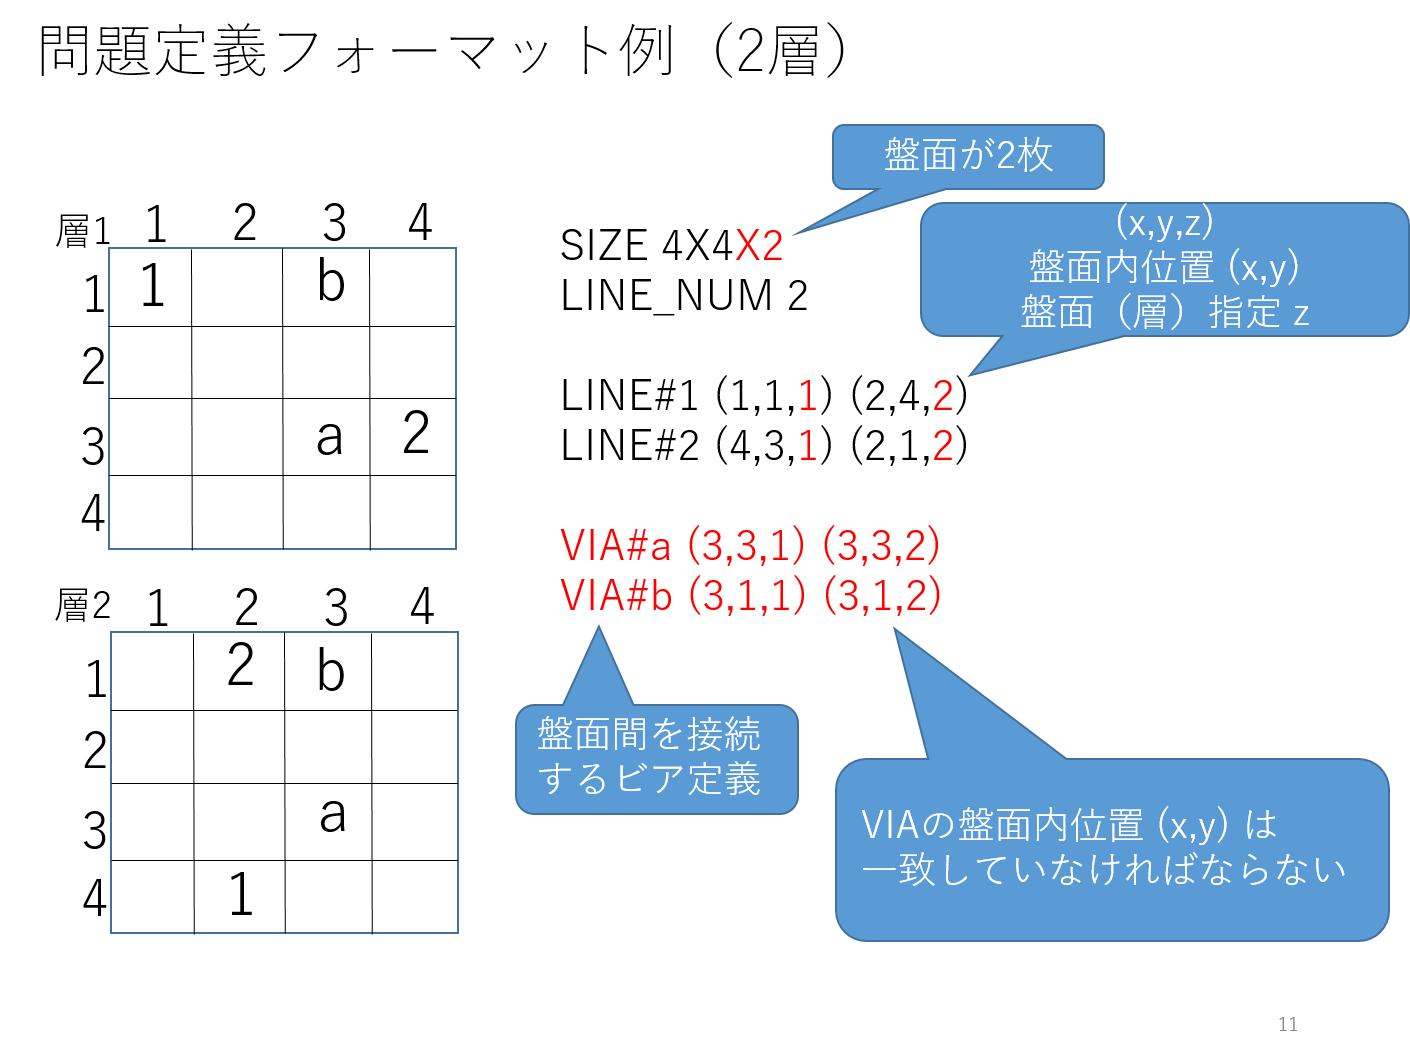 問題定義フォーマット例（2層）
盤面が2枚
層1 1 2 3 4
1 1 b
2
3 a 2
4
SIZE 4X4X2
LINE_NUM 2
(x,y,z)
盤面内位置 (x,y)
盤面（層）指定 z
LINE#1 (1,1,1) (2,4,2)
LINE#2 (4,3,1) (2,1,2)
VIA#a (3,3,1) (3,3,2)
VIA#b (3,1,1) (3,1,2)
層2 1 2 3 4
1 2 b
2
3 a
4 1
盤面間を接続
するビア定義
VIAの盤面内位置 (x,y) は
一致していなければならない
11